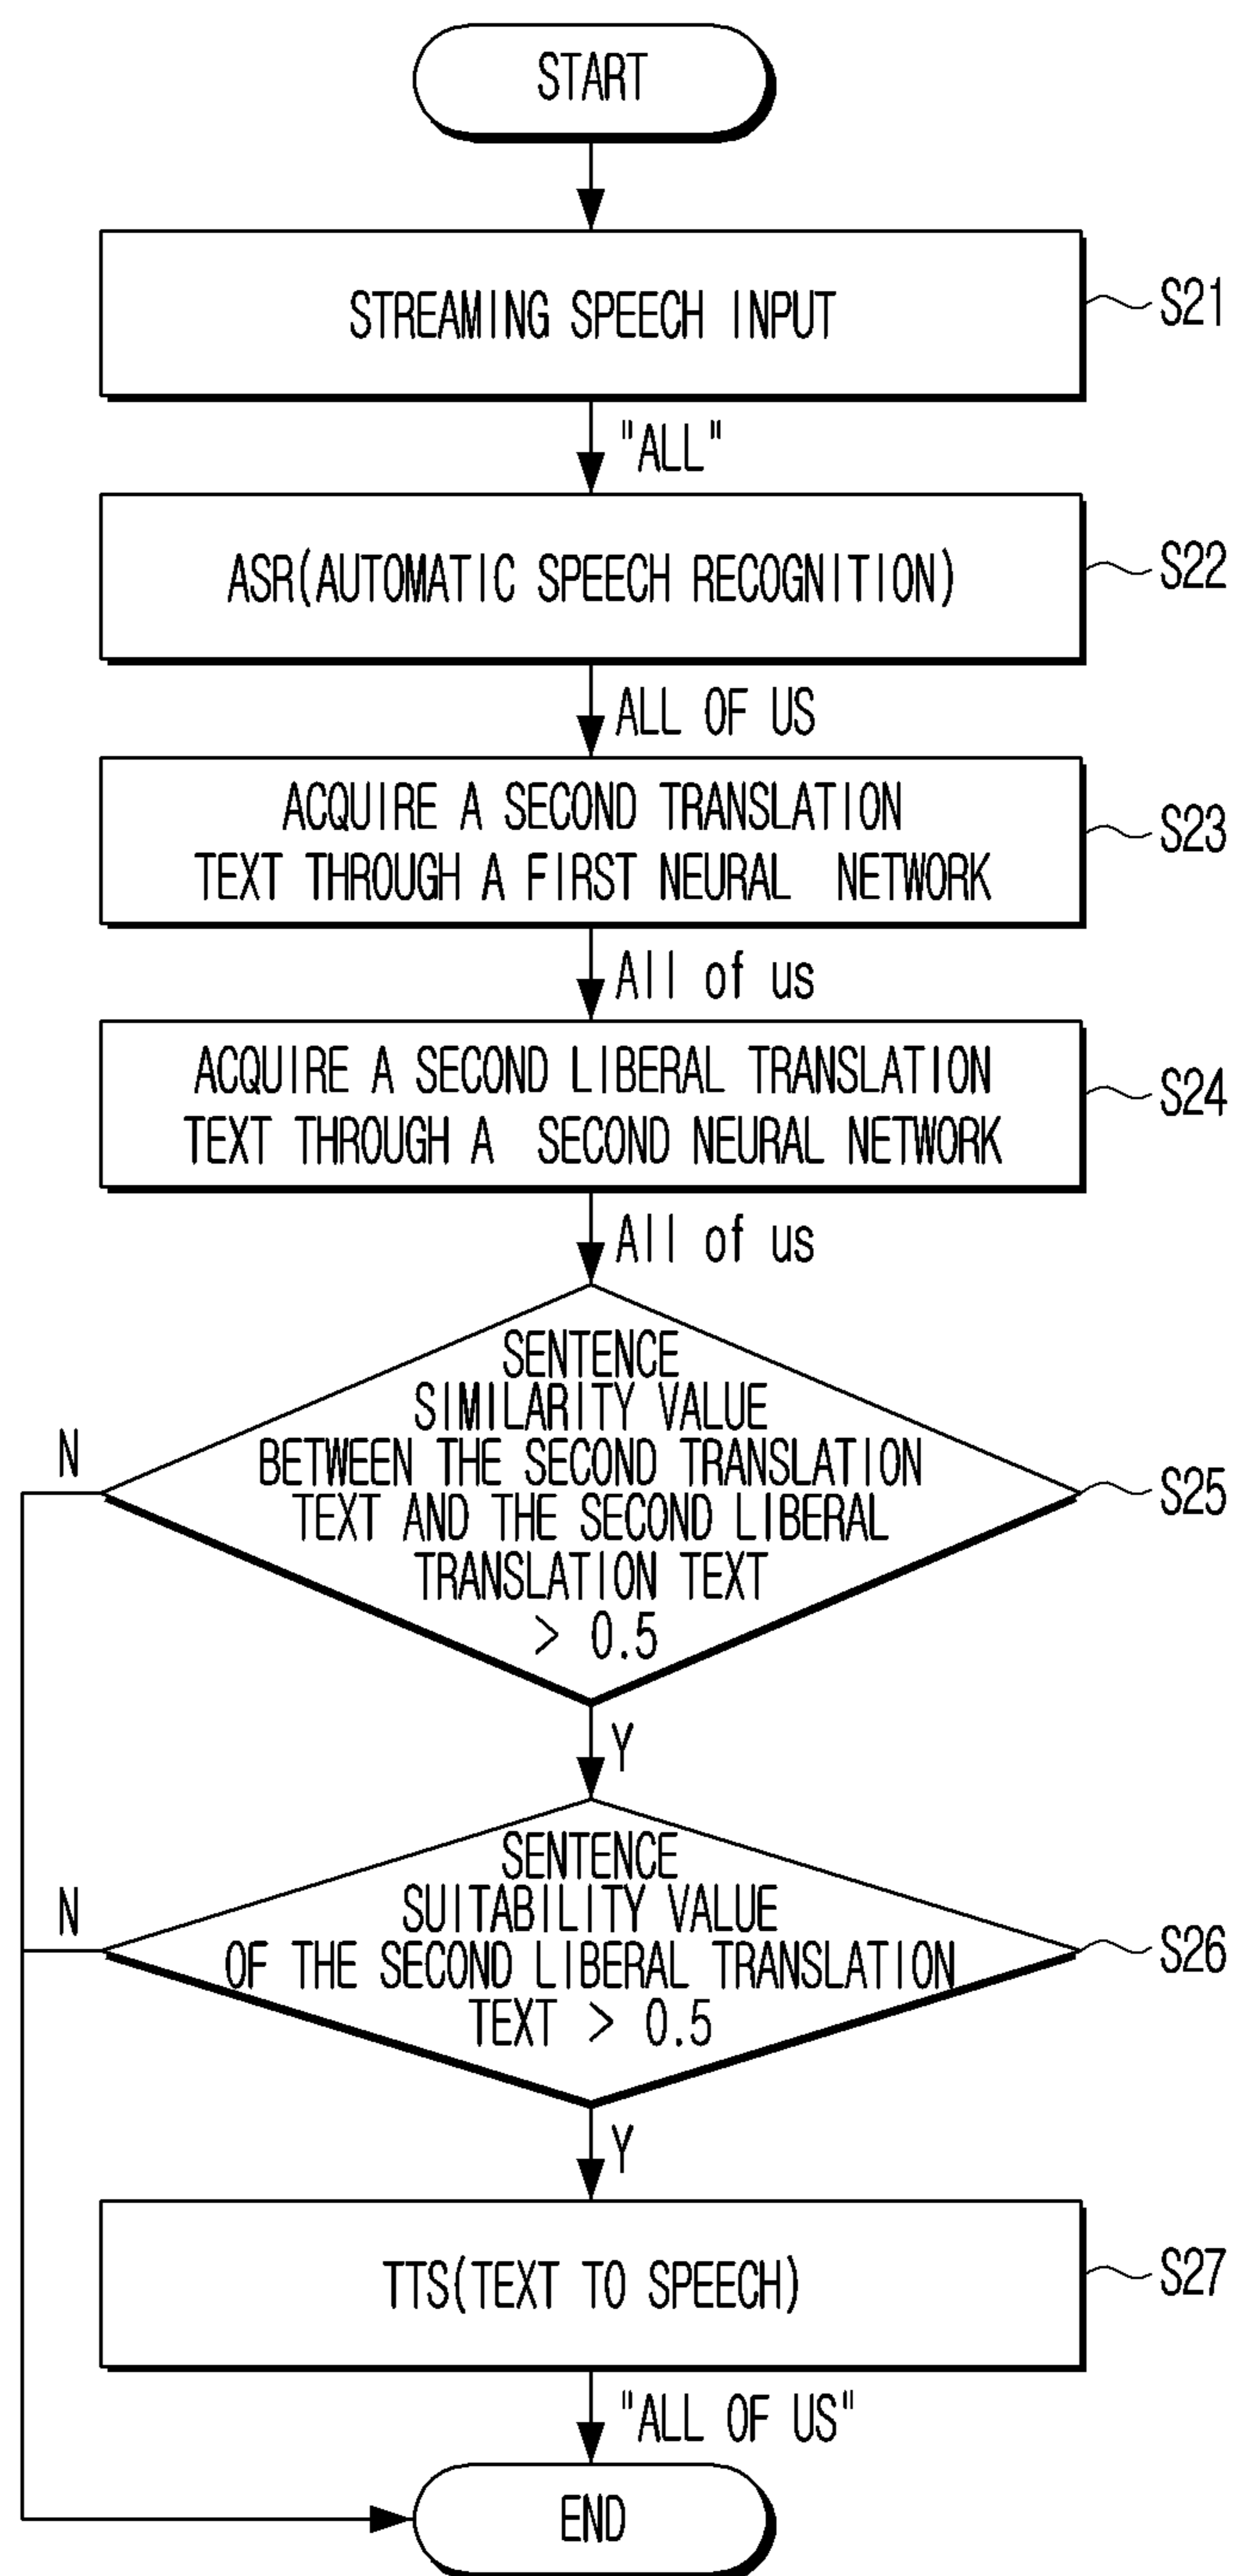 START
STREAMING SPEECH INPUT
S21
"ALL"
ASR(AUTOMATIC SPEECH RECOGNITION)
S22
ALL OF US
ACQUIRE A SECOND TRANSLATION
TEXT THROUGH A FIRST NEURAL NETWORK
S23
All of us
ACQUIRE A SECOND LIBERAL TRANSLATION
TEXT THROUGH A SECOND NEURAL NETWORK
S24
All of us
SENTENCE
SIMILARITY VALUE
BETWEEN THE SECOND TRANSLATION
TEXT AND THE SECOND LIBERAL
TRANSLATION TEXT
> 0.5
N
S25
Y
SENTENCE
SUITABILITY VALUE
OF THE SECOND LIBERAL TRANSLATION
TEXT > 0.5
N
S26
Y
TTS(TEXT TO SPEECH)
S27
"ALL OF US"
END